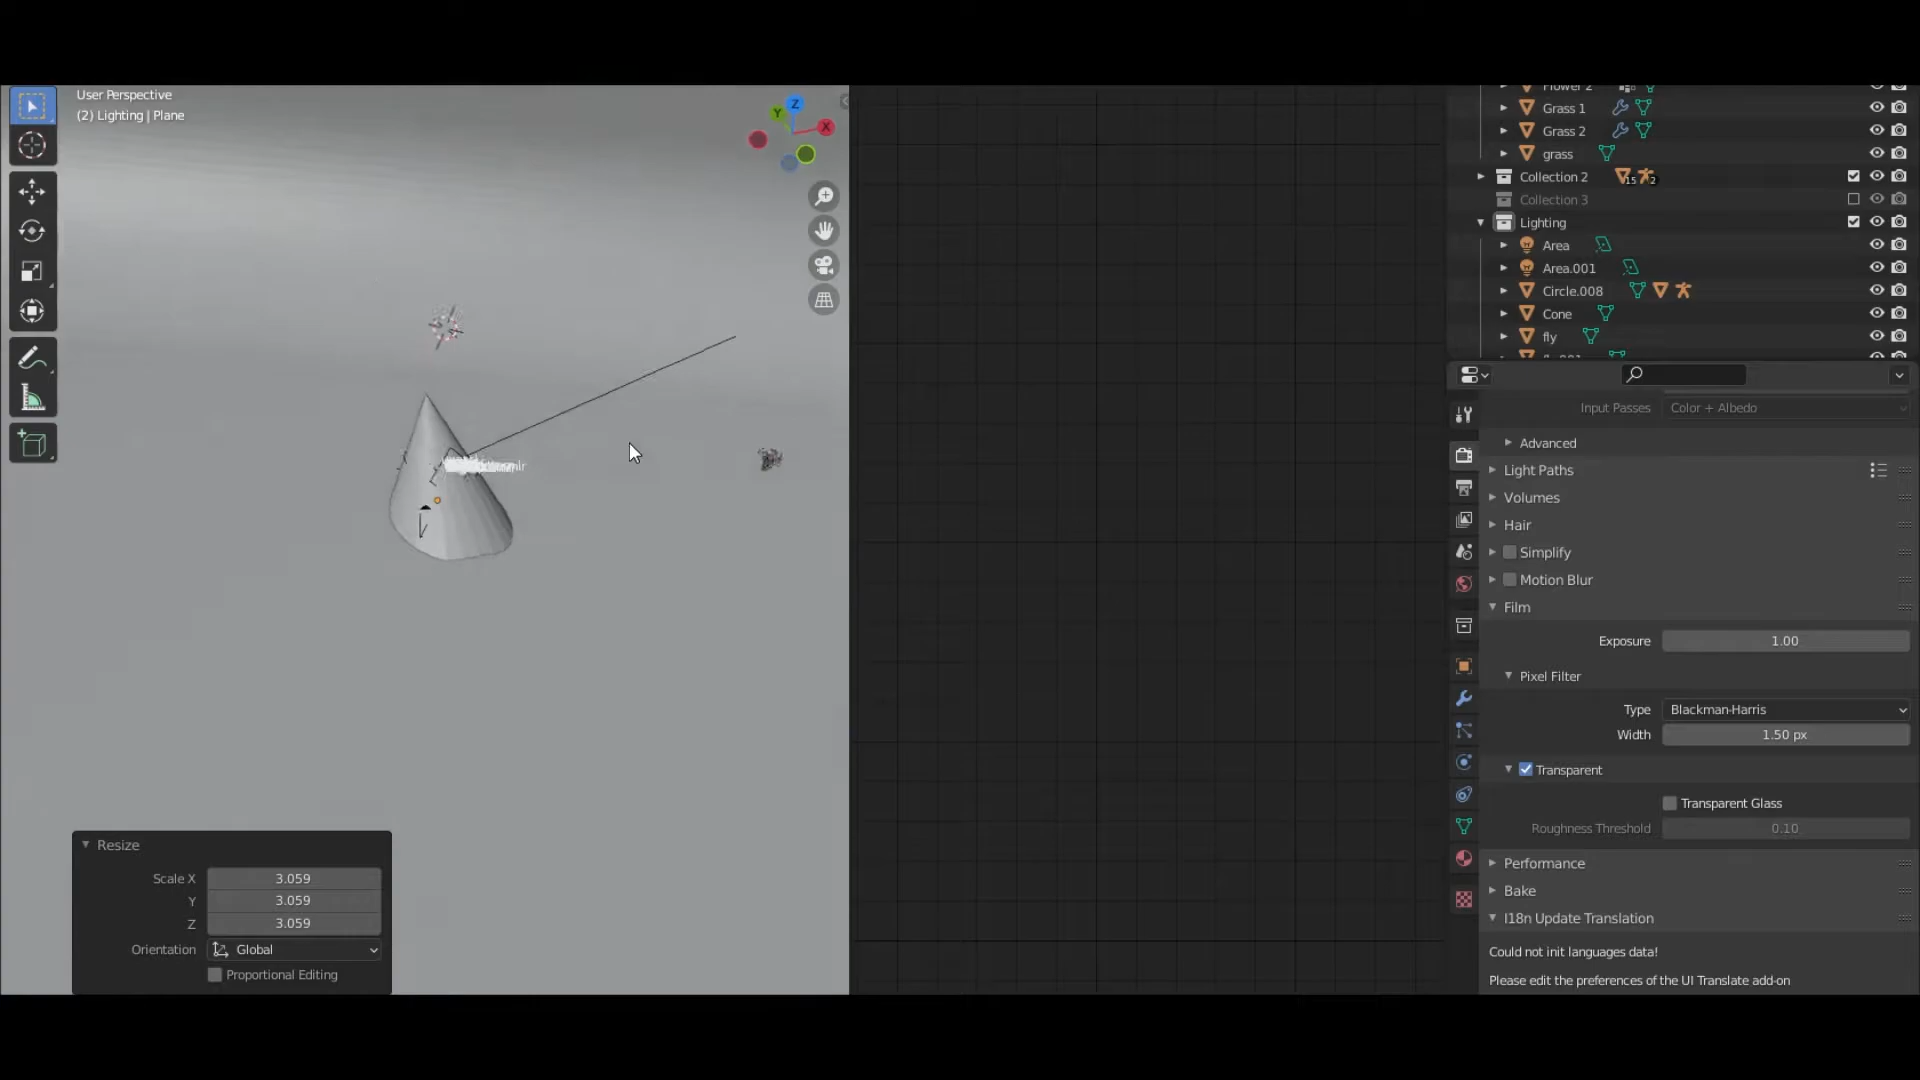 User Perspective
(2) Lighting | Plane
Z
Y
X
Resize
Scale X 3.059
Y 3.059
Z 3.059
Orientation Global
Proportional Editing
Flower 2
Grass 1
Grass 2
grass
Collection 2 15 2
Collection 3
Lighting
Area
Area.001
Circle.008
Cone
fly
Input Passes Color + Albedo
Advanced
Light Paths
Volumes
Hair
Simplify
Motion Blur
Film
Exposure 1.00
Pixel Filter
Type Blackman-Harris
Width 1.50 px
Transparent
Transparent Glass
Roughness Threshold 0.10
Performance
Bake
I18n Update Translation
Could not init languages data!
Please edit the preferences of the UI Translate add-on